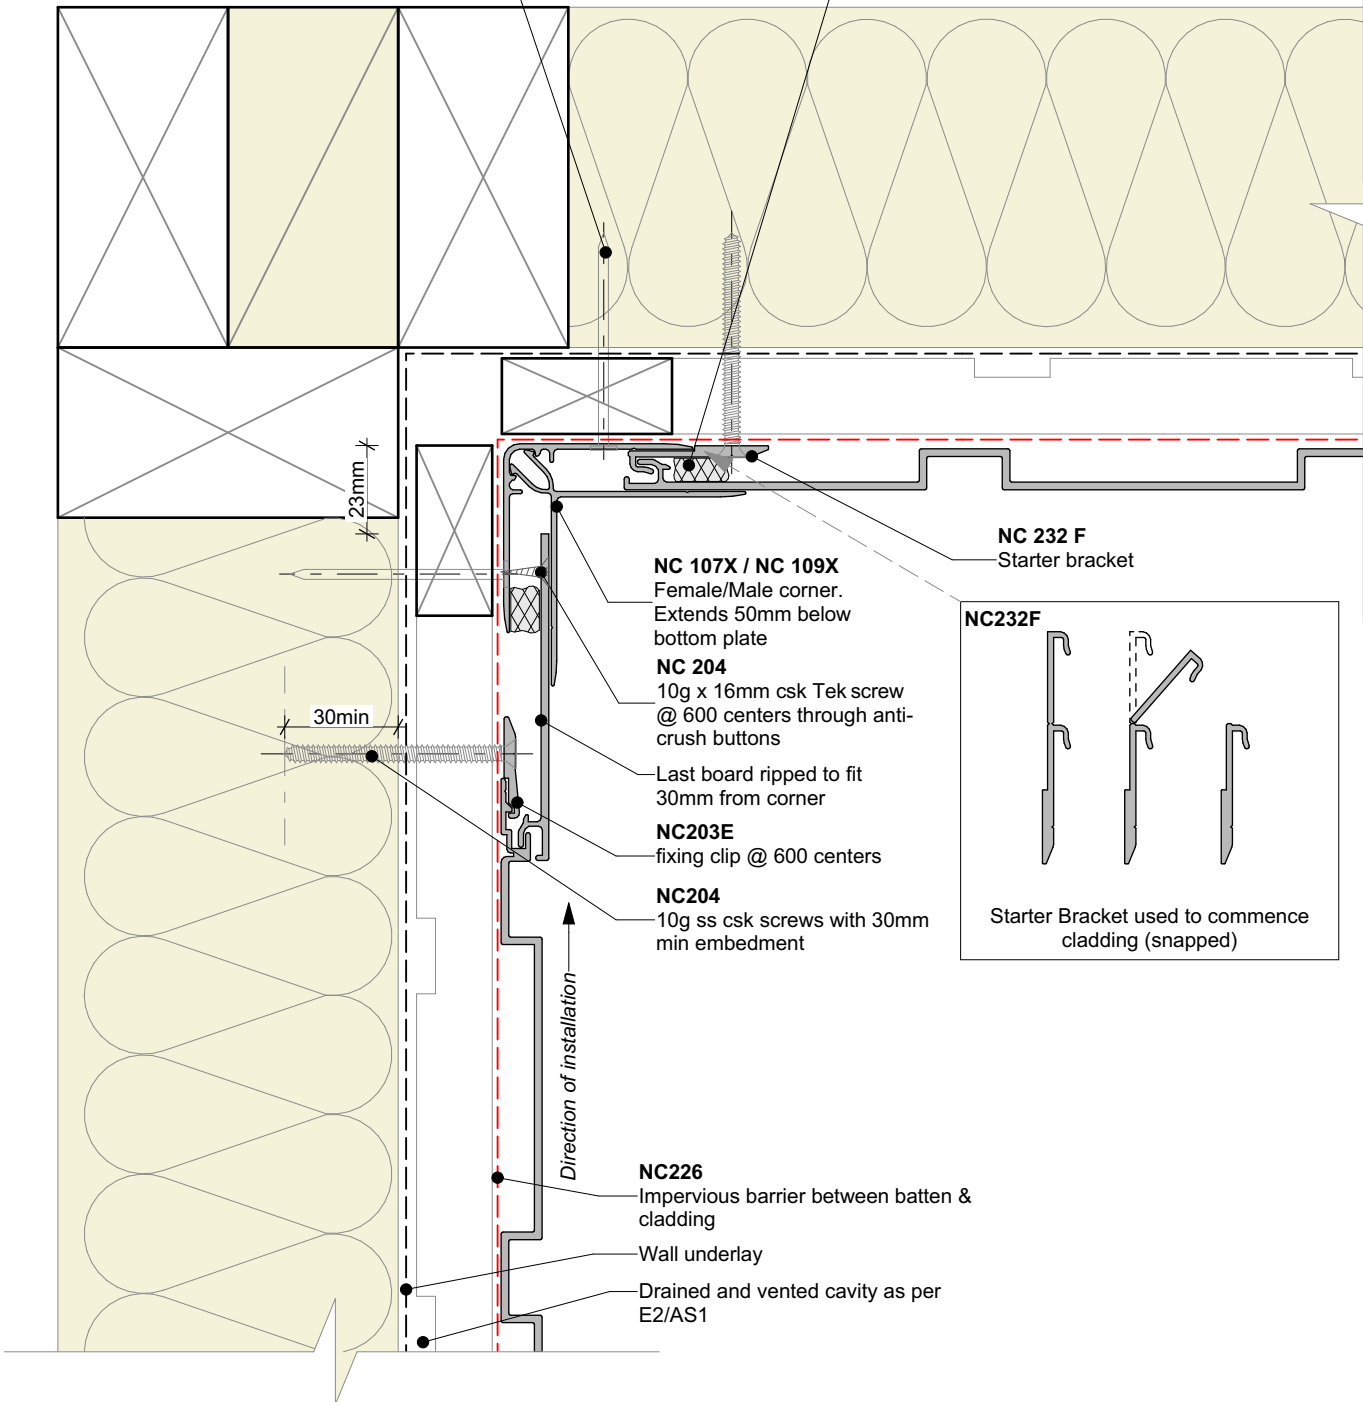 23mm
NC 232 F
Starter bracket
NC 107X / NC 109X
Female/Male corner.
Extends 50mm below
bottom plate
NC232F
NC 204
10g x 16mm csk Tek screw
@ 600 centers through anti-
crush buttons
30min
Last board ripped to fit
30mm from corner
NC203E
fixing clip @ 600 centers
NC204
10g ss csk screws with 30mm
min embedment
Starter Bracket used to commence
cladding (snapped)
Direction of installation
NC226
Impervious barrier between batten &
cladding
Wall underlay
Drained and vented cavity as per
E2/AS1